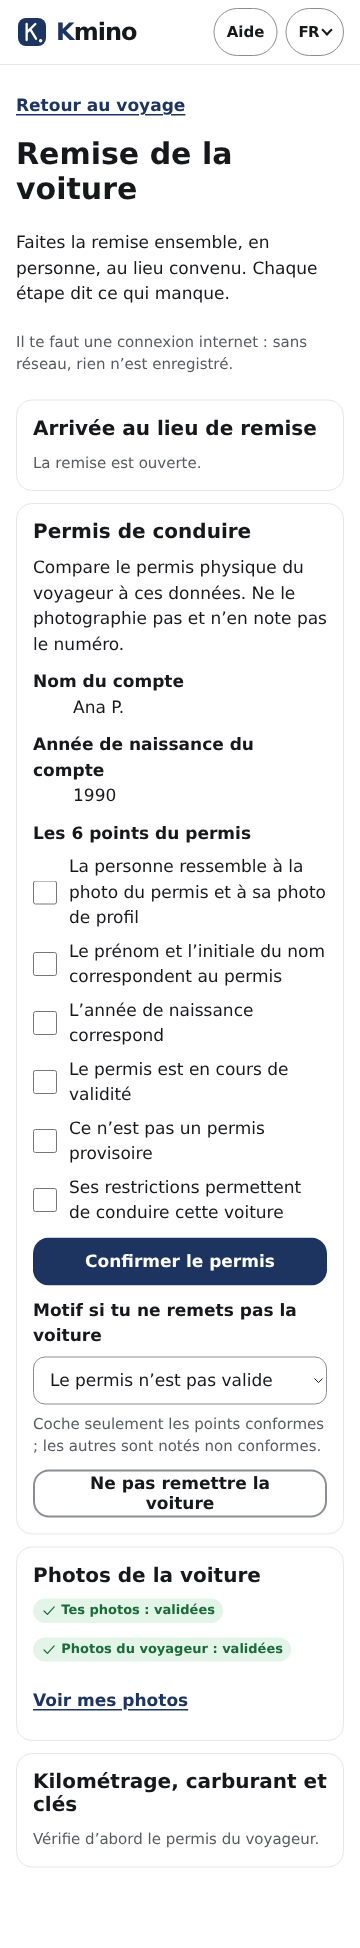 K. Kmino Aide FR
Retour au voyage
Remise de la
voiture
Faites la remise ensemble, en
personne, au lieu convenu. Chaque
étape dit ce qui manque.
Il te faut une connexion internet : sans
réseau, rien n’est enregistré.
Arrivée au lieu de remise
La remise est ouverte.
Permis de conduire
Compare le permis physique du
voyageur à ces données. Ne le
photographie pas et n’en note pas
le numéro.
Nom du compte
Ana P.
Année de naissance du
compte
1990
Les 6 points du permis
La personne ressemble à la
photo du permis et à sa photo
de profil
Le prénom et l’initiale du nom
correspondent au permis
L’année de naissance
correspond
Le permis est en cours de
validité
Ce n’est pas un permis
provisoire
Ses restrictions permettent
de conduire cette voiture
Confirmer le permis
Motif si tu ne remets pas la
voiture
Le permis n’est pas valide
Coche seulement les points conformes
; les autres sont notés non conformes.
Ne pas remettre la
voiture
Photos de la voiture
Tes photos : validées
Photos du voyageur : validées
Voir mes photos
Kilométrage, carburant et
clés
Vérifie d’abord le permis du voyageur.